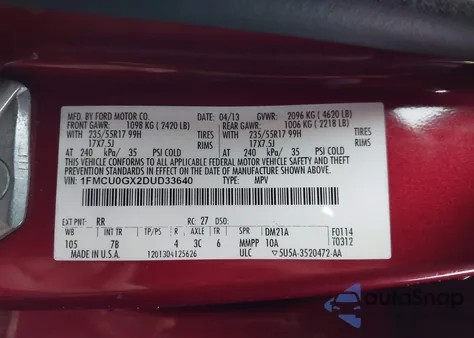 MFD. BY FORD MOTOR CO. DATE: 04/13 GVWR: 2096 KG ( 4620 LB)
FRONT GAWR: 1098 KG ( 2420 LB) REAR GAWR: 1006 KG ( 2218 LB)
WITH 235/55R17 99H TIRES WITH 235/55R17 99H TIRES
17X7.5J RIMS 17X7.5J RIMS
AT 240 kPa/ 35 PSI COLD AT 240 kPa/ 35 PSI COLD
THIS VEHICLE CONFORMS TO ALL APPLICABLE FEDERAL MOTOR VEHICLE SAFETY, BUMPER, AND
THEFT PREVENTION STANDARDS IN EFFECT ON THE DATE OF MANUFACTURE SHOWN ABOVE.
VIN: 1FMCU0GX2DUD33640
TYPE: MPV
EXT PNT: RR RC: 27 DSO:
WB INT TR TP/PS R AXLE TR SPR DM21A F0114
105 7B 4 3C 6 MMPP 10A 70312
MADE IN U.S.A. 1201304125626 ULC 5U5A-3520472-AA
autoSnap